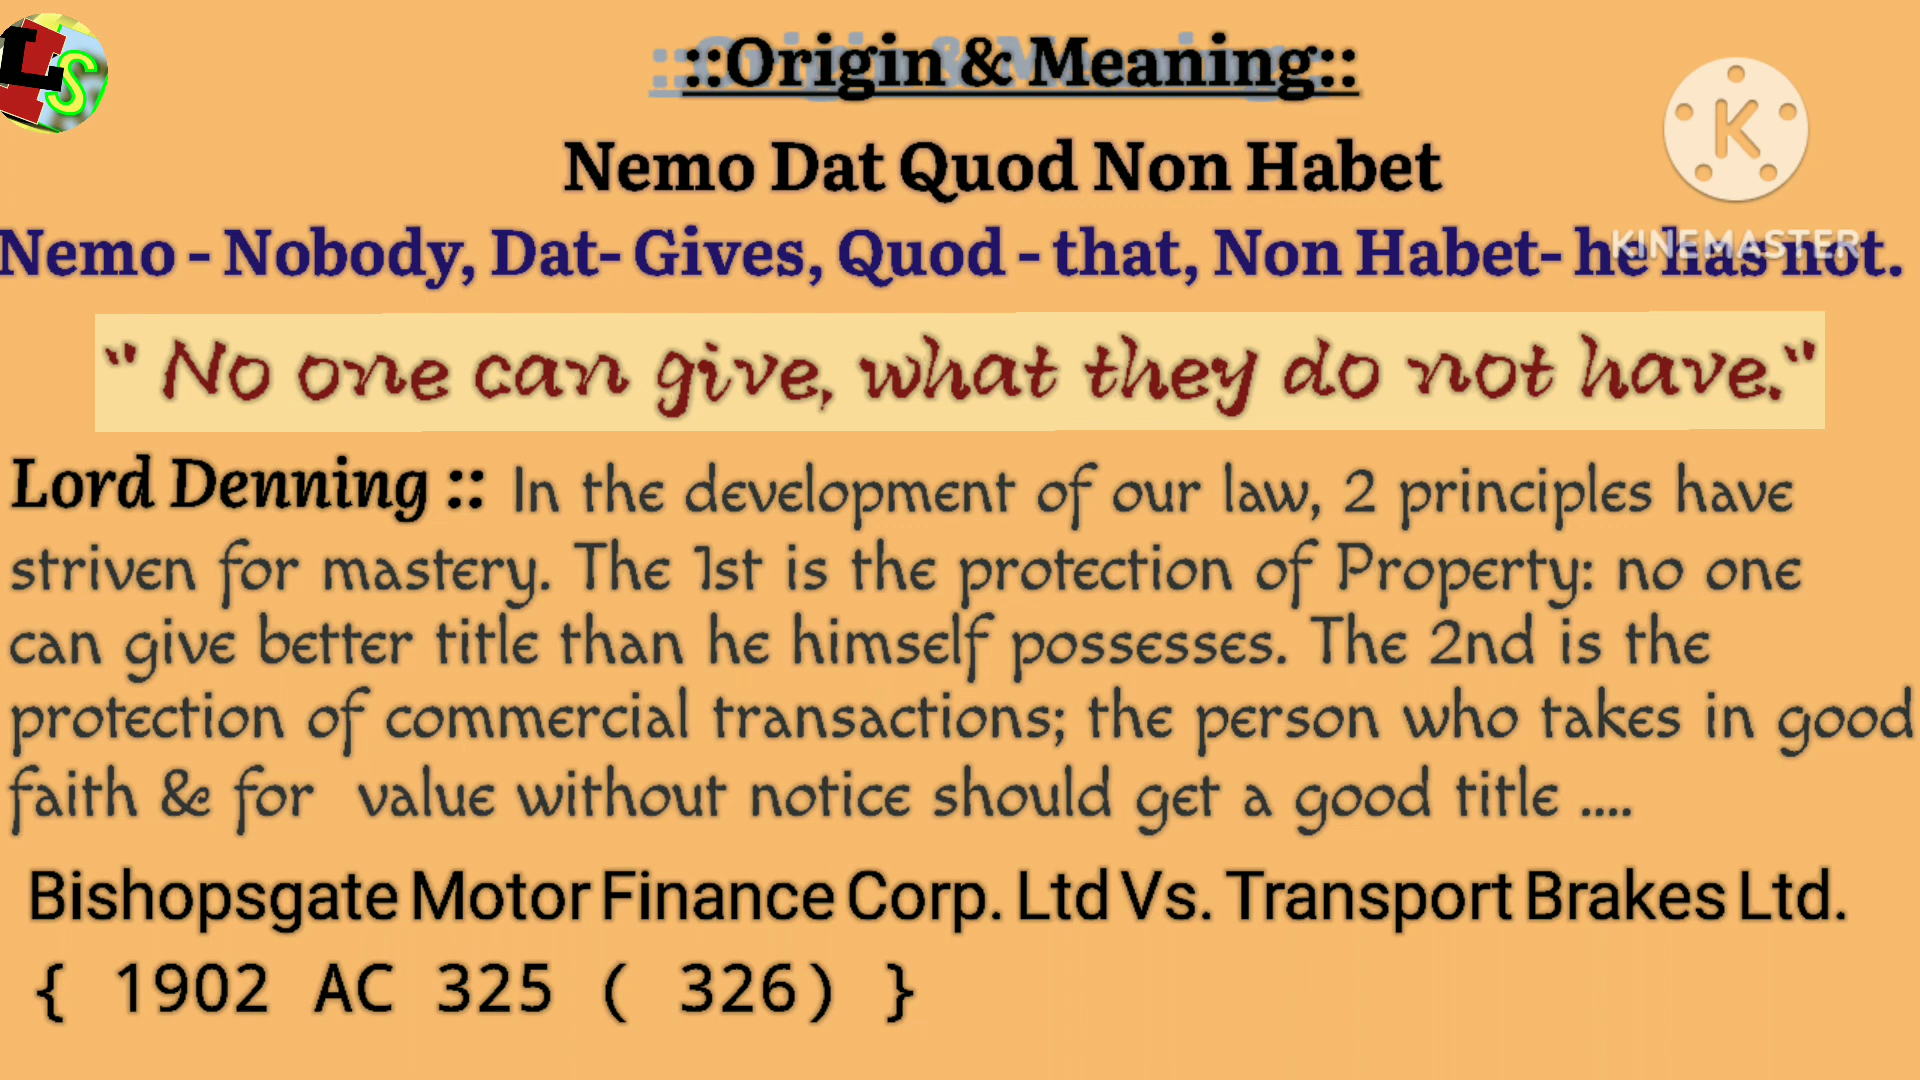 LS
::Origin & Meaning::
K
Nemo Dat Quod Non Habet
Nemo - Nobody, Dat- Gives, Quod - that, Non Habet- he has not.
KINEMASTER
" No one can give, what they do not have."
Lord Denning :: In the development of our law, 2 principles have
striven for mastery. The 1st is the protection of Property: no one
can give better title than he himself possesses. The 2nd is the
protection of commercial transactions; the person who takes in good
faith & for value without notice should get a good title ....
Bishopsgate Motor Finance Corp. Ltd Vs. Transport Brakes Ltd.
{ 1902 AC 325 ( 326) }